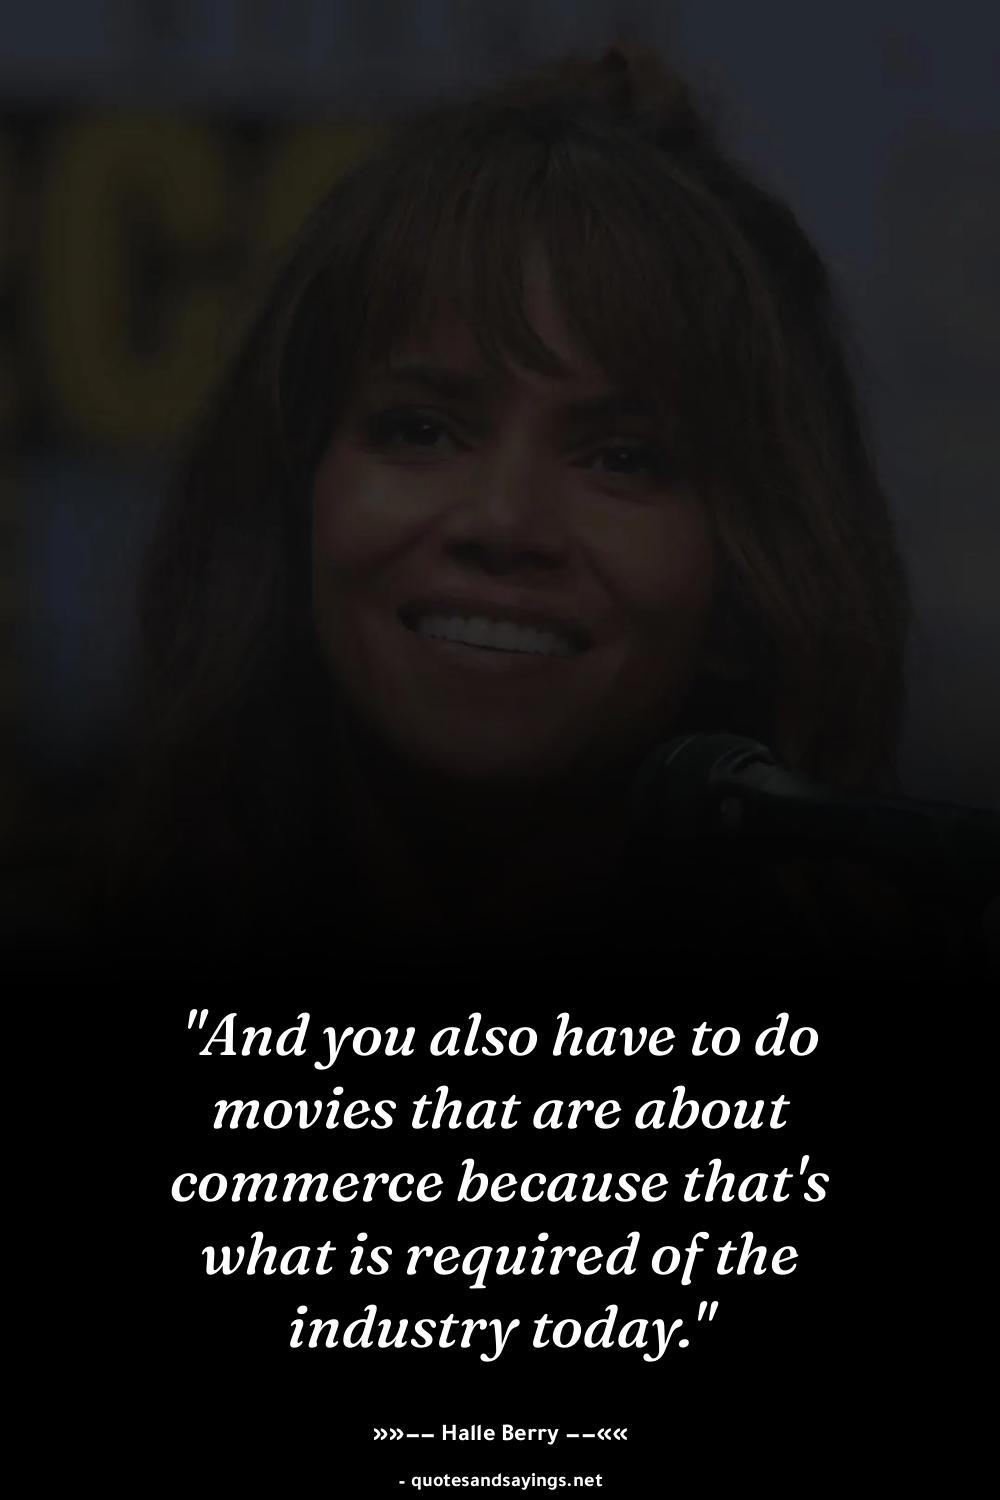 "And you also have to do
movies that are about
commerce because that's
what is required of the
industry today."
»»–– Halle Berry ––««
- quotesandsayings.net